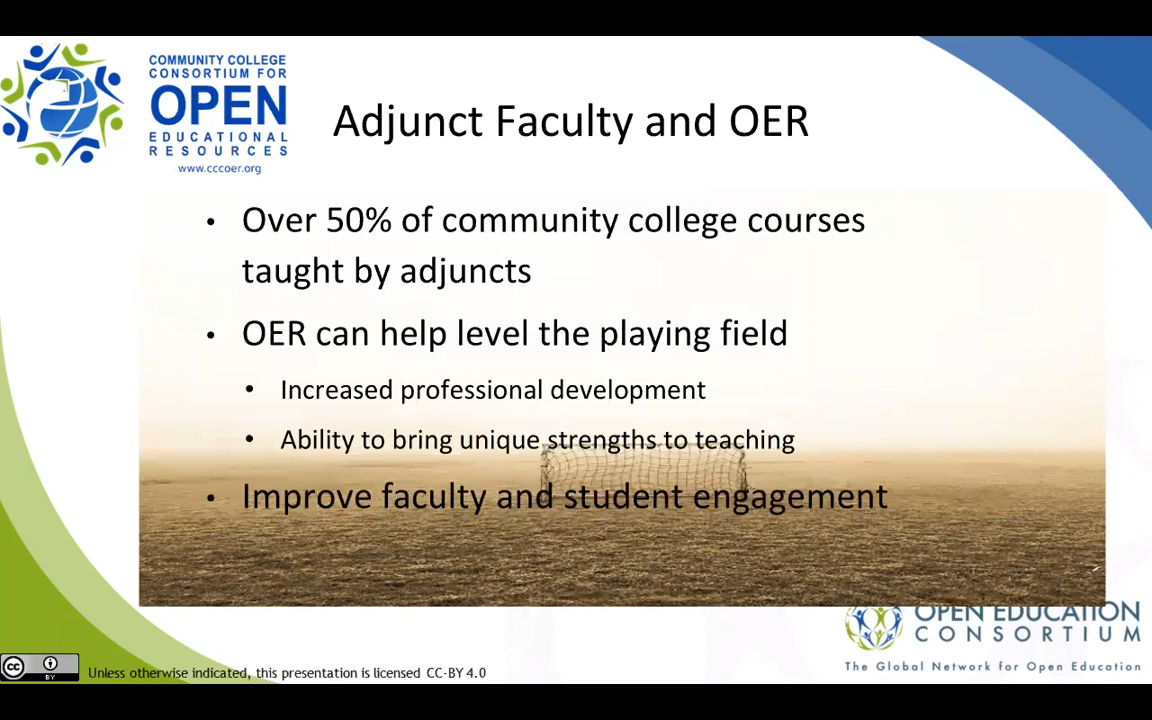 COMMUNITY COLLEGE
CONSORTIUM FOR
OPEN
EDUCATIONAL
RESOURCES
www.cccoer.org
Adjunct Faculty and OER
• Over 50% of community college courses
taught by adjuncts
• OER can help level the playing field
• Increased professional development
• Ability to bring unique strengths to teaching
• Improve faculty and student engagement
OPEN EDUCATION
CONSORTIUM
The Global Network for Open Education
cc BY
Unless otherwise indicated, this presentation is licensed CC-BY 4.0